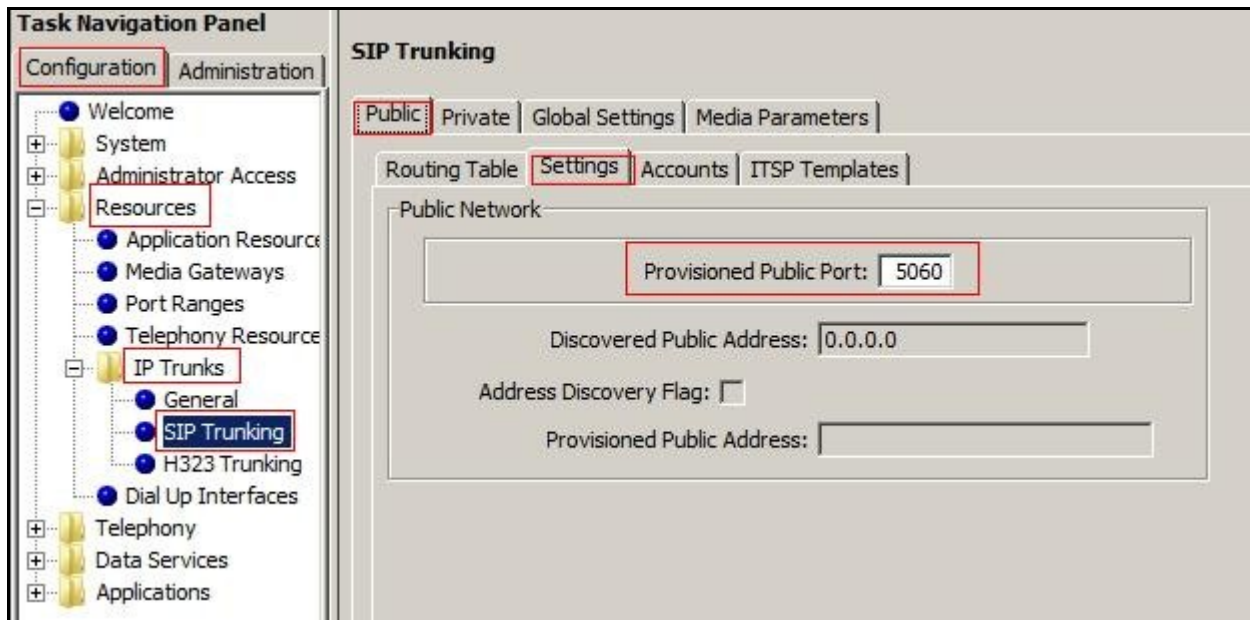 Task Navigation Panel
Configuration
Administration
Welcome
System
Administrator Access
Resources
Application Resource
Media Gateways
Port Ranges
Telephony Resource
IP Trunks
General
SIP Trunking
H323 Trunking
Dial Up Interfaces
Telephony
Data Services
Applications
SIP Trunking
Public
Private
Global Settings
Media Parameters
Routing Table
Settings
Accounts
ITSP Templates
Public Network
Provisioned Public Port: 5060
Discovered Public Address: 0.0.0.0
Address Discovery Flag:
Provisioned Public Address: